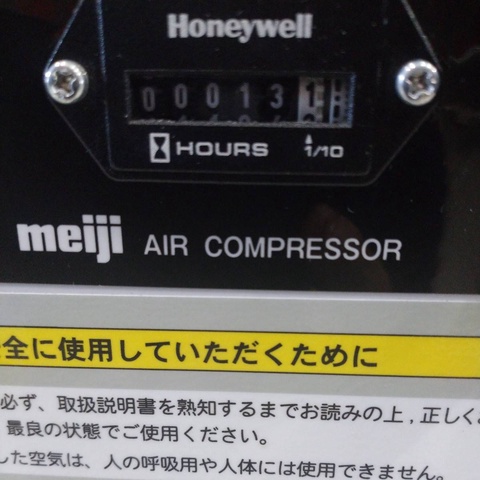 Honeywell
0 0 0 1 3 1
HOURS 1/10
meiji AIR COMPRESSOR
全に使用していただくために
必ず、取扱説明書を熟知するまでお読みの上,正しく
最良の状態でご使用ください。
した空気は、人の呼吸用や人体には使用できません。